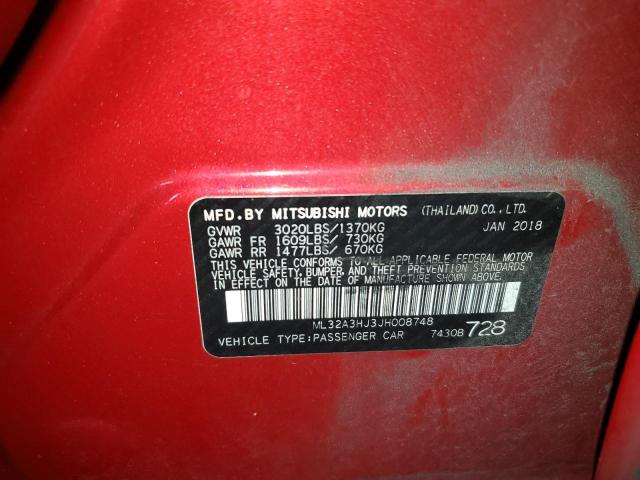 MFD.BY MITSUBISHI MOTORS (THAILAND) CO.,LTD.
GVWR 3020LBS/1370KG JAN 2018
GAWR FR 1609LBS/ 730KG
GAWR RR 1477LBS/ 670KG
THIS VEHICLE CONFORMS TO ALL APPLICABLE FEDERAL MOTOR
VEHICLE SAFETY, BUMPER, AND THEFT PREVENTION STANDARDS
IN EFFECT ON THE DATE OF MANUFACTURE SHOWN ABOVE.
ML32A3HJ3JH008748
VEHICLE TYPE:PASSENGER CAR 7430B 728